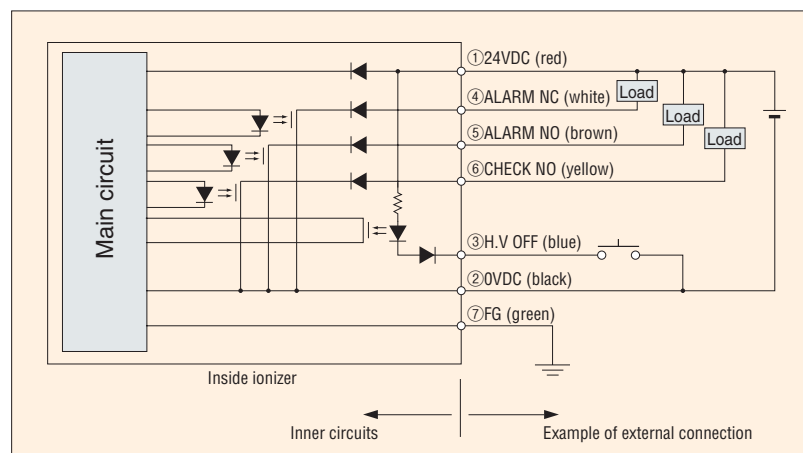 ①24VDC (red)
④ALARM NC (white)
Load
Load
⑤ALARM NO (brown)
Load
⑥CHECK NO (yellow)
Main circuit
③H.V OFF (blue)
②0VDC (black)
⑦FG (green)
Inside ionizer
Inner circuits
Example of external connection